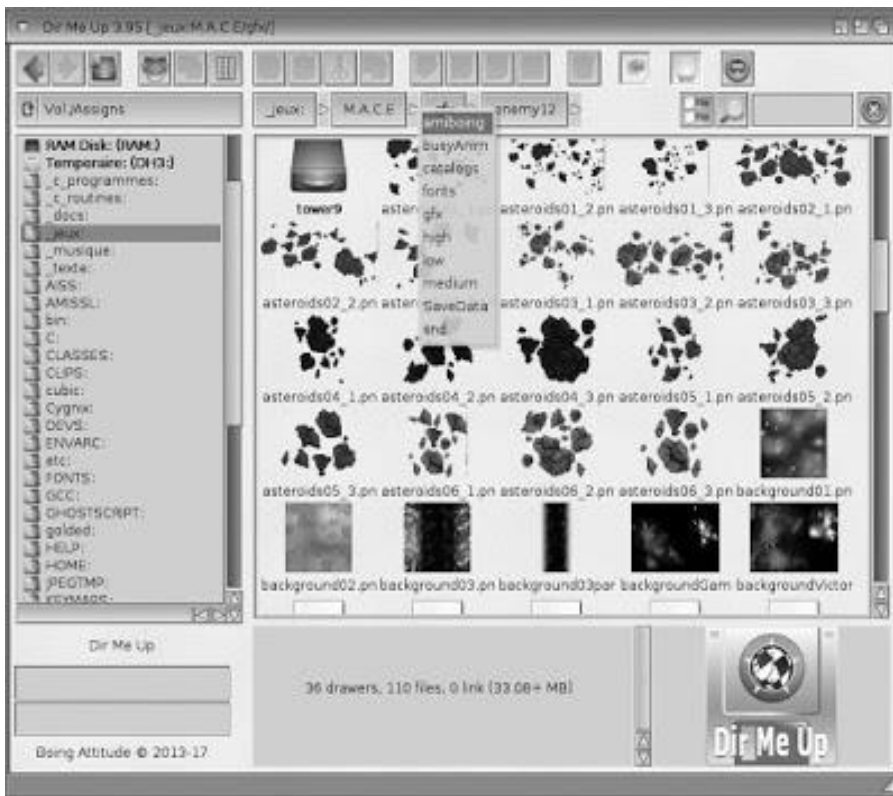 Dir Me Up 3.95 [_jeux:M.A.C.E/gfx/]
Vol./Assigns
_jeux: M.A.C.E gfx enemy12
RAM Disk: (RAM:)
Temporaire: (DH3:)
_c_programmes:
_c_routines:
_docs:
_jeux:
_musique:
_texte:
AISS:
AMISSL:
bin:
C:
CLASSES:
CLIPS:
cubic:
Cygnix:
DEVS:
ENVARC:
etc:
FONTS:
GCC:
GHOSTSCRIPT:
golded:
HELP:
HOME:
JPEGTMP:
KEYMAPS:
amiboing
busyAnim
catalogs
fonts
gfx
high
low
medium
SaveData
snd
tower9 aster asteroids01_2.pn asteroids01_3.pn asteroids02_1.pn
asteroids02_2.pn aster asteroids03_1.pn asteroids03_2.pn asteroids03_3.pn
asteroids04_1.pn asteroids04_2.pn asteroids04_3.pn asteroids05_1.pn asteroids05_2.pn
asteroids05_3.pn asteroids06_1.pn asteroids06_2.pn asteroids06_3.pn background01.pn
background02.pn background03.pn background03par backgroundGam backgroundVictor
Dir Me Up
36 drawers, 110 files, 0 link (33.08+ MB)
Boing Attitude © 2013-17
Dir Me Up